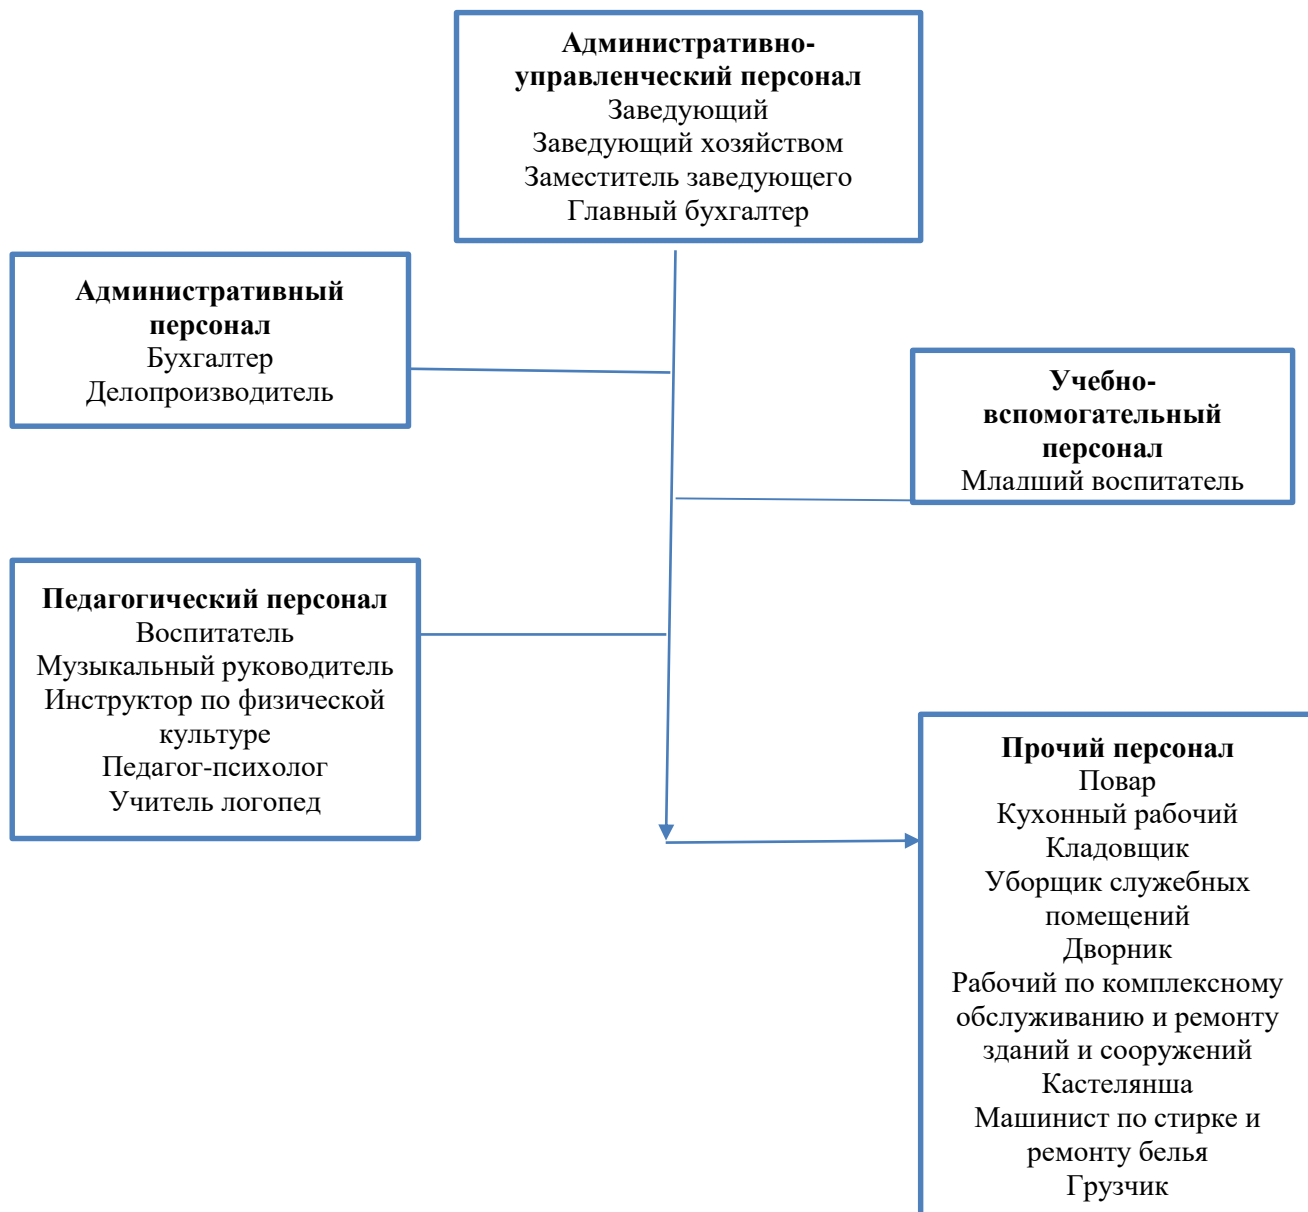 Административно-
управленческий персонал
Заведующий
Заведующий хозяйством
Заместитель заведующего
Главный бухгалтер
Административный
персонал
Бухгалтер
Делопроизводитель
Учебно-
вспомогательный
персонал
Младший воспитатель
Педагогический персонал
Воспитатель
Музыкальный руководитель
Инструктор по физической
культуре
Педагог-психолог
Учитель логопед
Прочий персонал
Повар
Кухонный рабочий
Кладовщик
Уборщик служебных
помещений
Дворник
Рабочий по комплексному
обслуживанию и ремонту
зданий и сооружений
Кастелянша
Машинист по стирке и
ремонту белья
Грузчик